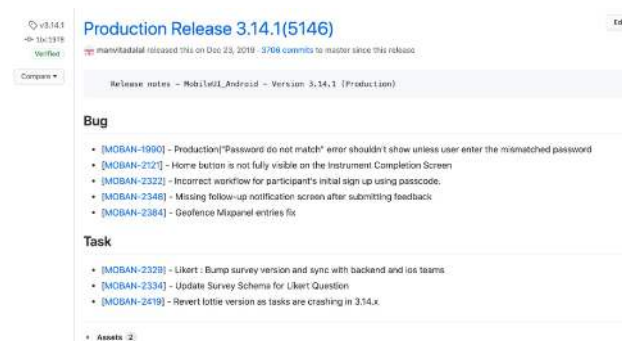 v3.14.1
Production Release 3.14.1(5146)
Ed
1bc1978
manvitadalal released this on Dec 23, 2019 · 3706 commits to master since this release
Verified
Compare
Release notes - MobileUI_Android - Version 3.14.1 (Production)
Bug
• [MOBAN-1990] - Production|"Password do not match" error shouldn't show unless user enter the mismatched password
• [MOBAN-2121] - Home button is not fully visible on the Instrument Completion Screen
• [MOBAN-2322] - Incorrect workflow for participant's initial sign up using passcode.
• [MOBAN-2346] - Missing follow-up notification screen after submitting feedback
• [MOBAN-2384] - Geofence Mixpanel entries fix
Task
• [MOBAN-2329] - Likert : Bump survey version and sync with backend and ios teams
• [MOBAN-2334] - Update Survey Schema for Likert Question
• [MOBAN-2419] - Revert lottie version as tasks are crashing in 3.14.x
Assets 2